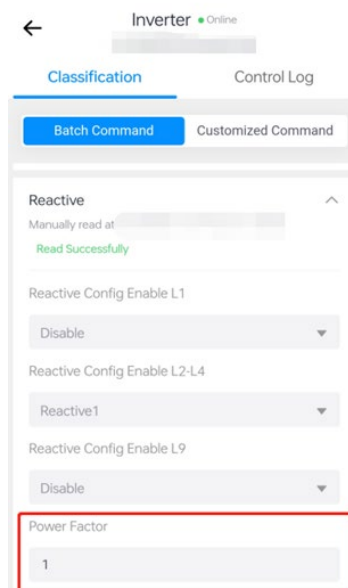 Inverter • Online
Classification Control Log
Batch Command Customized Command
Reactive
Manually read at
Read Successfully
Reactive Config Enable L1
Disable
Reactive Config Enable L2-L4
Reactive1
Reactive Config Enable L9
Disable
Power Factor
1